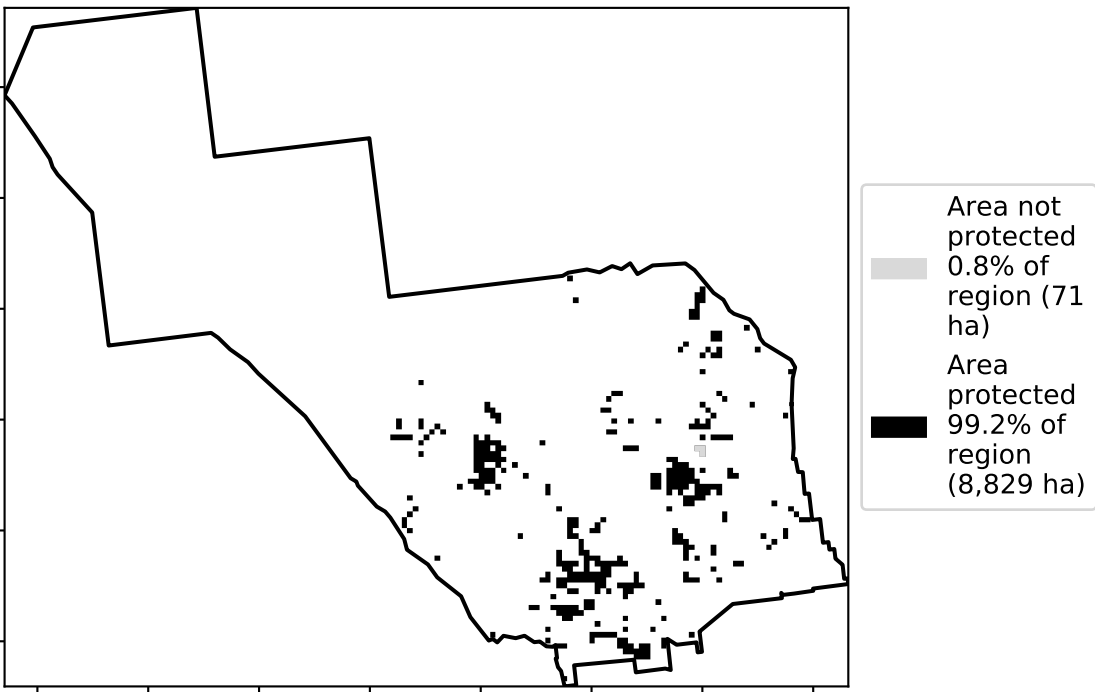 Area not
protected
0.8% of
region (71
ha)
Area
protected
99.2% of
region
(8,829 ha)